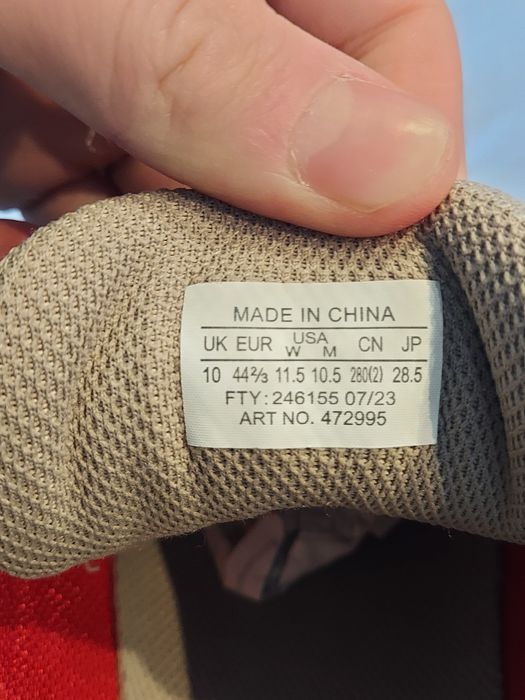 MADE IN CHINA
UK EUR USA W M CN JP
10 44⅔ 11.5 10.5 280(2) 28.5
FTY: 246155 07/23
ART NO. 472995